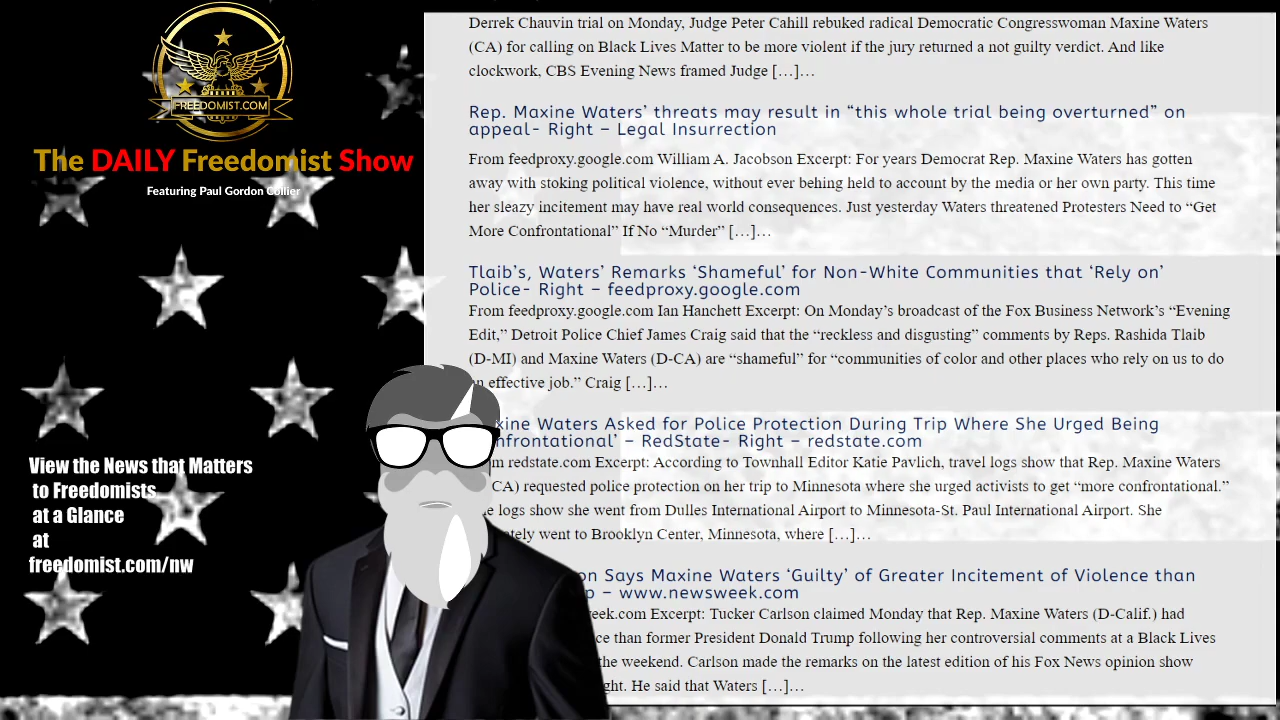 FREEDOMIST.COM
The DAILY Freedomist Show
Featuring Paul Gordon Collier
View the News that Matters
to Freedomists
at a Glance
at
freedomist.com/nw
Derrek Chauvin trial on Monday, Judge Peter Cahill rebuked radical Democratic Congresswoman Maxine Waters
(CA) for calling on Black Lives Matter to be more violent if the jury returned a not guilty verdict. And like
clockwork, CBS Evening News framed Judge […]…
Rep. Maxine Waters’ threats may result in “this whole trial being overturned” on
appeal- Right – Legal Insurrection
From feedproxy.google.com William A. Jacobson Excerpt: For years Democrat Rep. Maxine Waters has gotten
away with stoking political violence, without ever behing held to account by the media or her own party. This time
her sleazy incitement may have real world consequences. Just yesterday Waters threatened Protesters Need to “Get
More Confrontational” If No “Murder” […]…
Tlaib’s, Waters’ Remarks ‘Shameful’ for Non-White Communities that ‘Rely on’
Police- Right – feedproxy.google.com
From feedproxy.google.com Ian Hanchett Excerpt: On Monday’s broadcast of the Fox Business Network’s “Evening
Edit,” Detroit Police Chief James Craig said that the “reckless and disgusting” comments by Reps. Rashida Tlaib
(D-MI) and Maxine Waters (D-CA) are “shameful” for “communities of color and other places who rely on us to do
effective job.” Craig […]…
Waters Asked for Police Protection During Trip Where She Urged Being
– RedState- Right – redstate.com
redstate.com Excerpt: According to Townhall Editor Katie Pavlich, travel logs show that Rep. Maxine Waters
CA) requested police protection on her trip to Minnesota where she urged activists to get “more confrontational.”
logs show she went from Dulles International Airport to Minnesota-St. Paul International Airport. She
went to Brooklyn Center, Minnesota, where […]…
Says Maxine Waters ‘Guilty’ of Greater Incitement of Violence than
– www.newsweek.com
Excerpt: Tucker Carlson claimed Monday that Rep. Maxine Waters (D-Calif.) had
than former President Donald Trump following her controversial comments at a Black Lives
the weekend. Carlson made the remarks on the latest edition of his Fox News opinion show
He said that Waters […]…